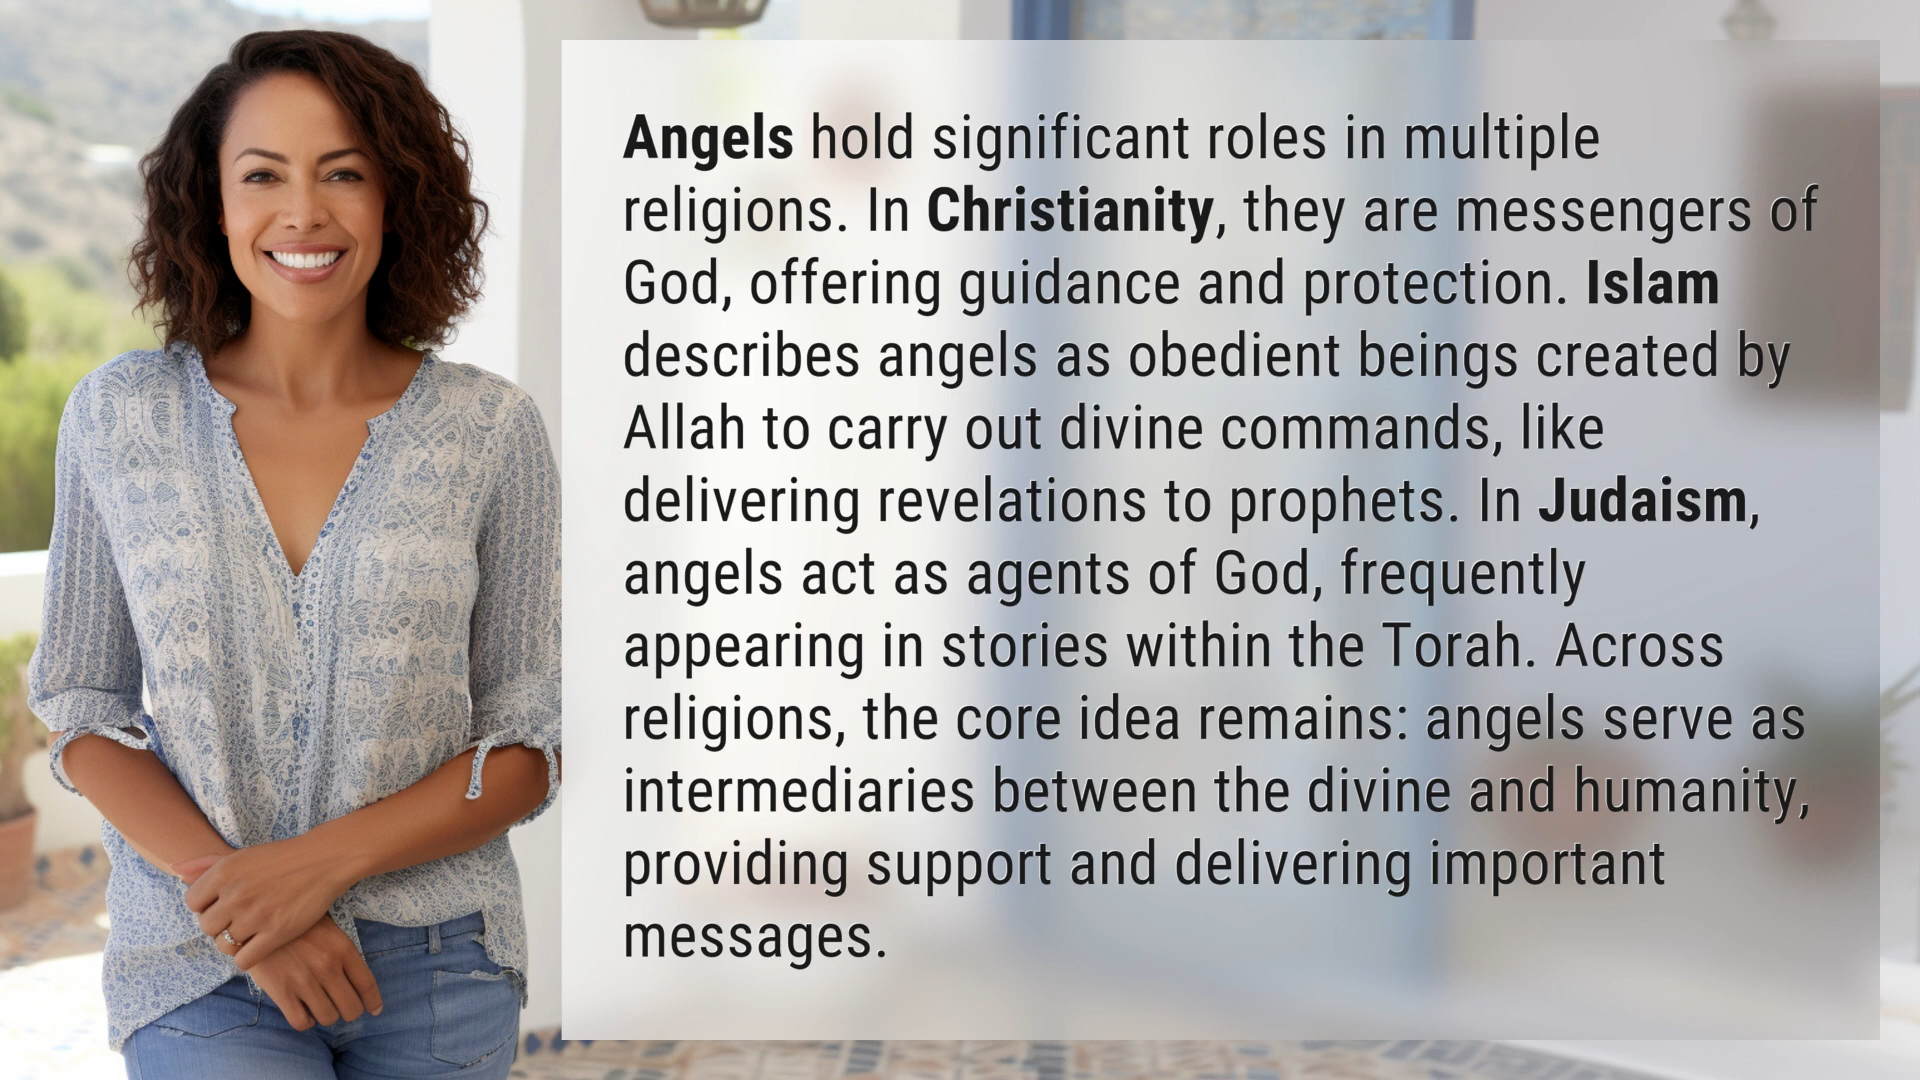 Angels hold significant roles in multiple
religions. In Christianity, they are messengers of
God, offering guidance and protection. Islam
describes angels as obedient beings created by
Allah to carry out divine commands, like
delivering revelations to prophets. In Judaism,
angels act as agents of God, frequently
appearing in stories within the Torah. Across
religions, the core idea remains: angels serve as
intermediaries between the divine and humanity,
providing support and delivering important
messages.